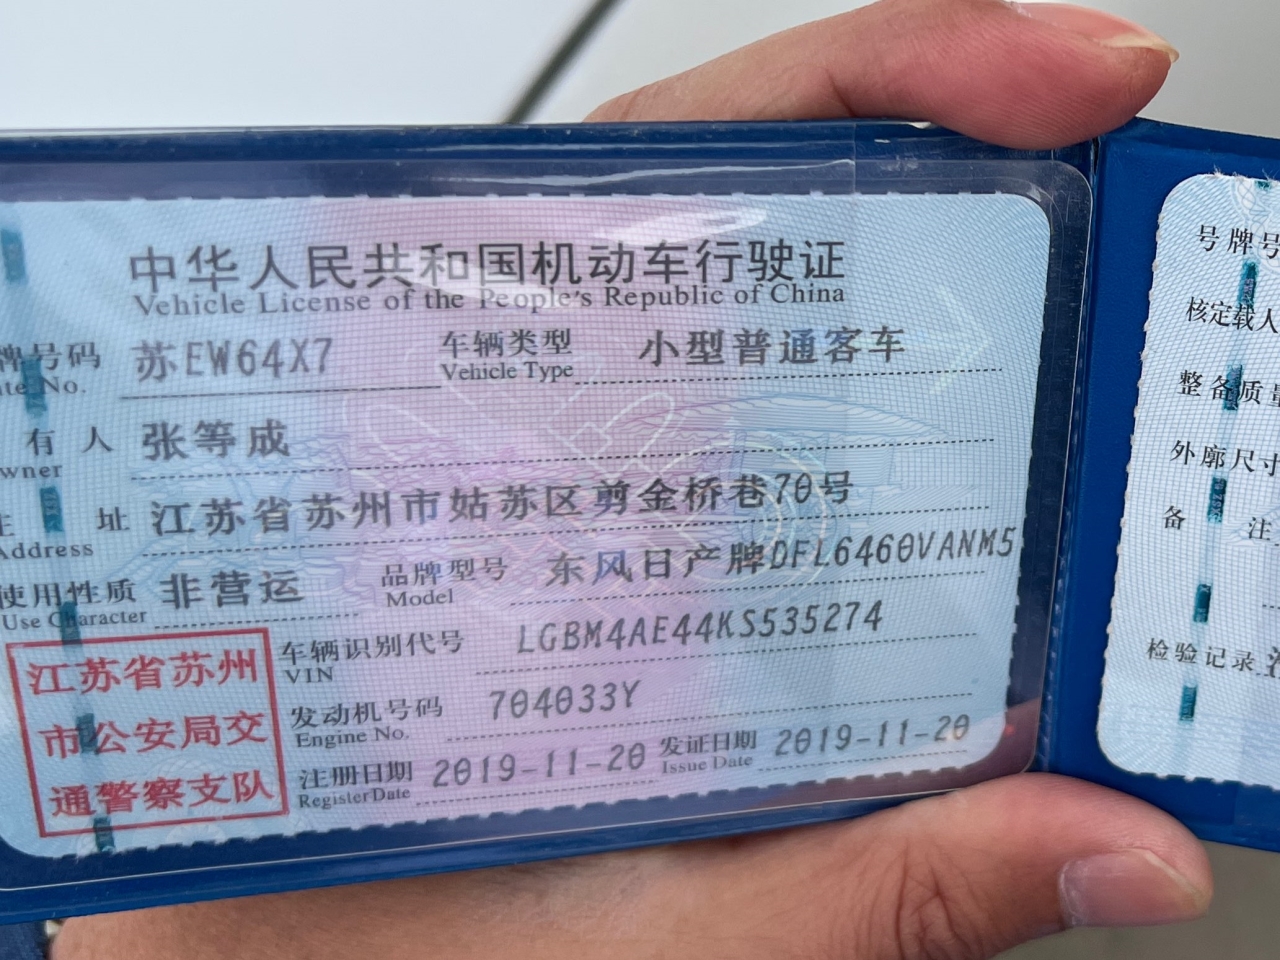 中华人民共和国机动车行驶证
Vehicle License of the People's Republic of China
牌号码 苏EW64X7 车辆类型 小型普通客车
ate No. Vehicle Type
有人 张等成
wner
住址 江苏省苏州市姑苏区剪金桥巷70号
Address
使用性质 非营运 品牌型号 东风日产牌DFL6460VANM5
Use Character Model
江苏省苏州
市公安局交
通警察支队
车辆识别代号 LGBM4AE44KS535274
VIN
发动机号码 704033Y
Engine No.
注册日期 2019-11-20 发证日期 2019-11-20
Register Date Issue Date
号牌号
核定载人
整备质量
外廓尺寸
备注
检验记录